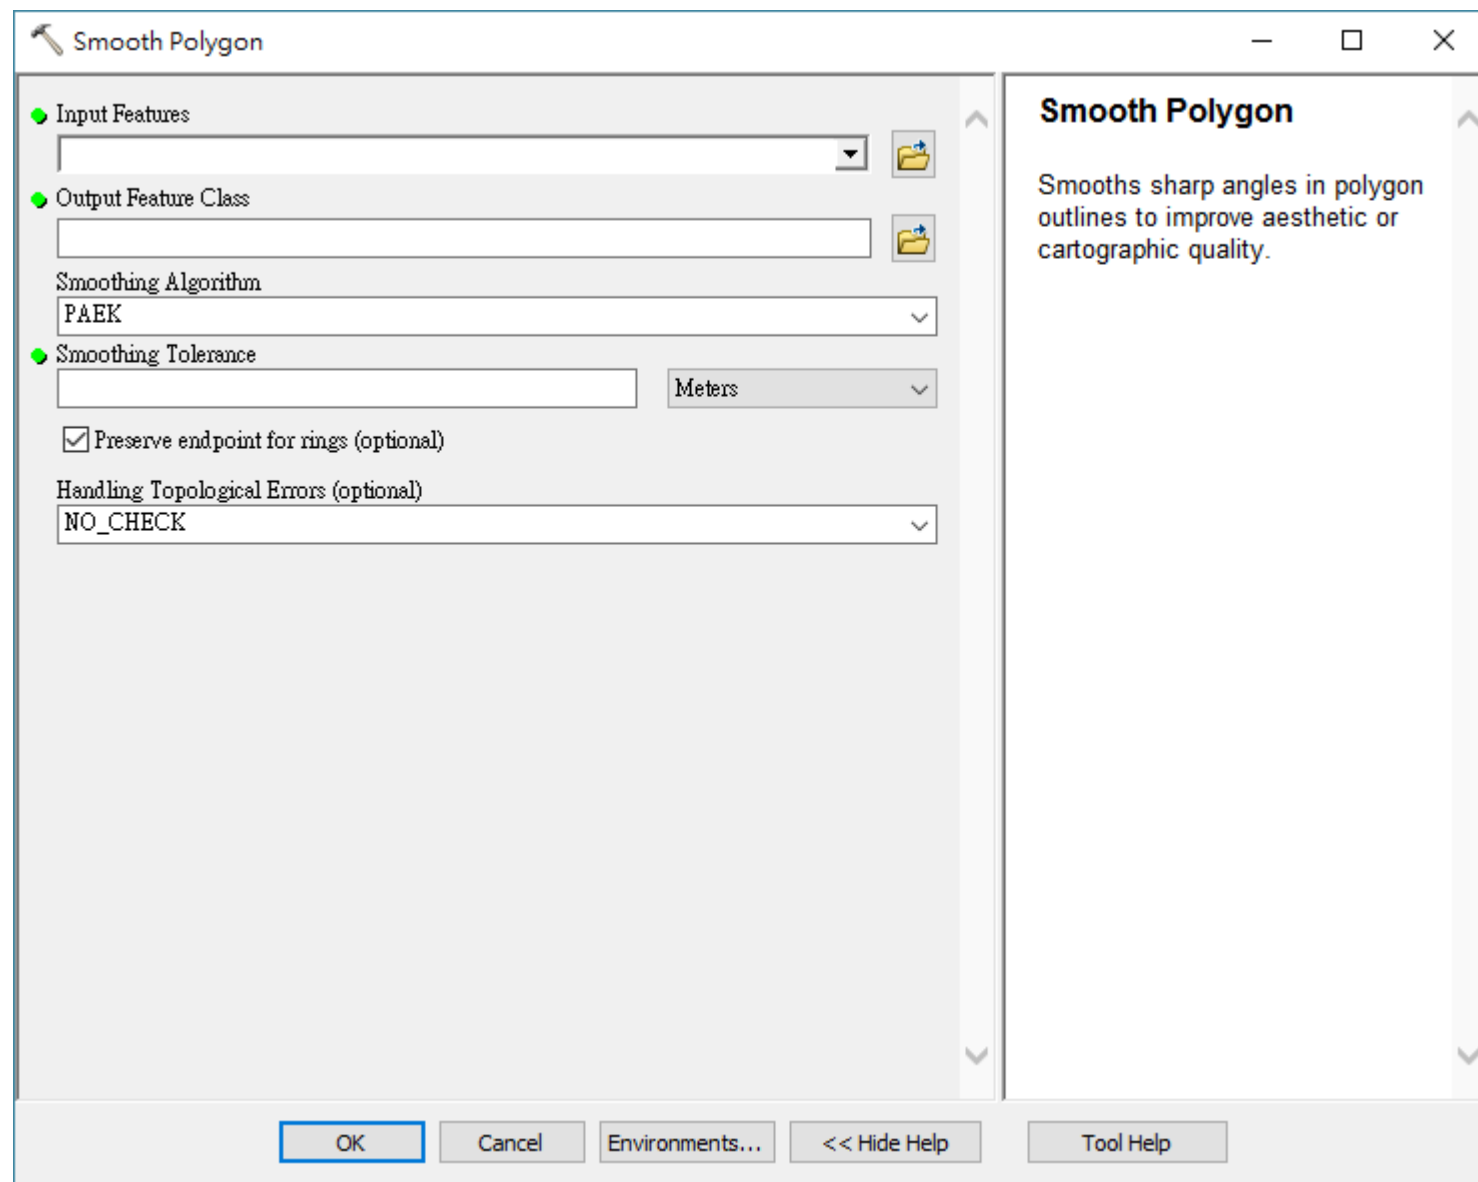 Smooth Polygon
Input Features
Output Feature Class
Smoothing Algorithm
PAEK
Smoothing Tolerance
Meters
Preserve endpoint for rings (optional)
Handling Topological Errors (optional)
NO_CHECK
Smooth Polygon
Smooths sharp angles in polygon
outlines to improve aesthetic or
cartographic quality.
OK
Cancel
Environments...
<< Hide Help
Tool Help